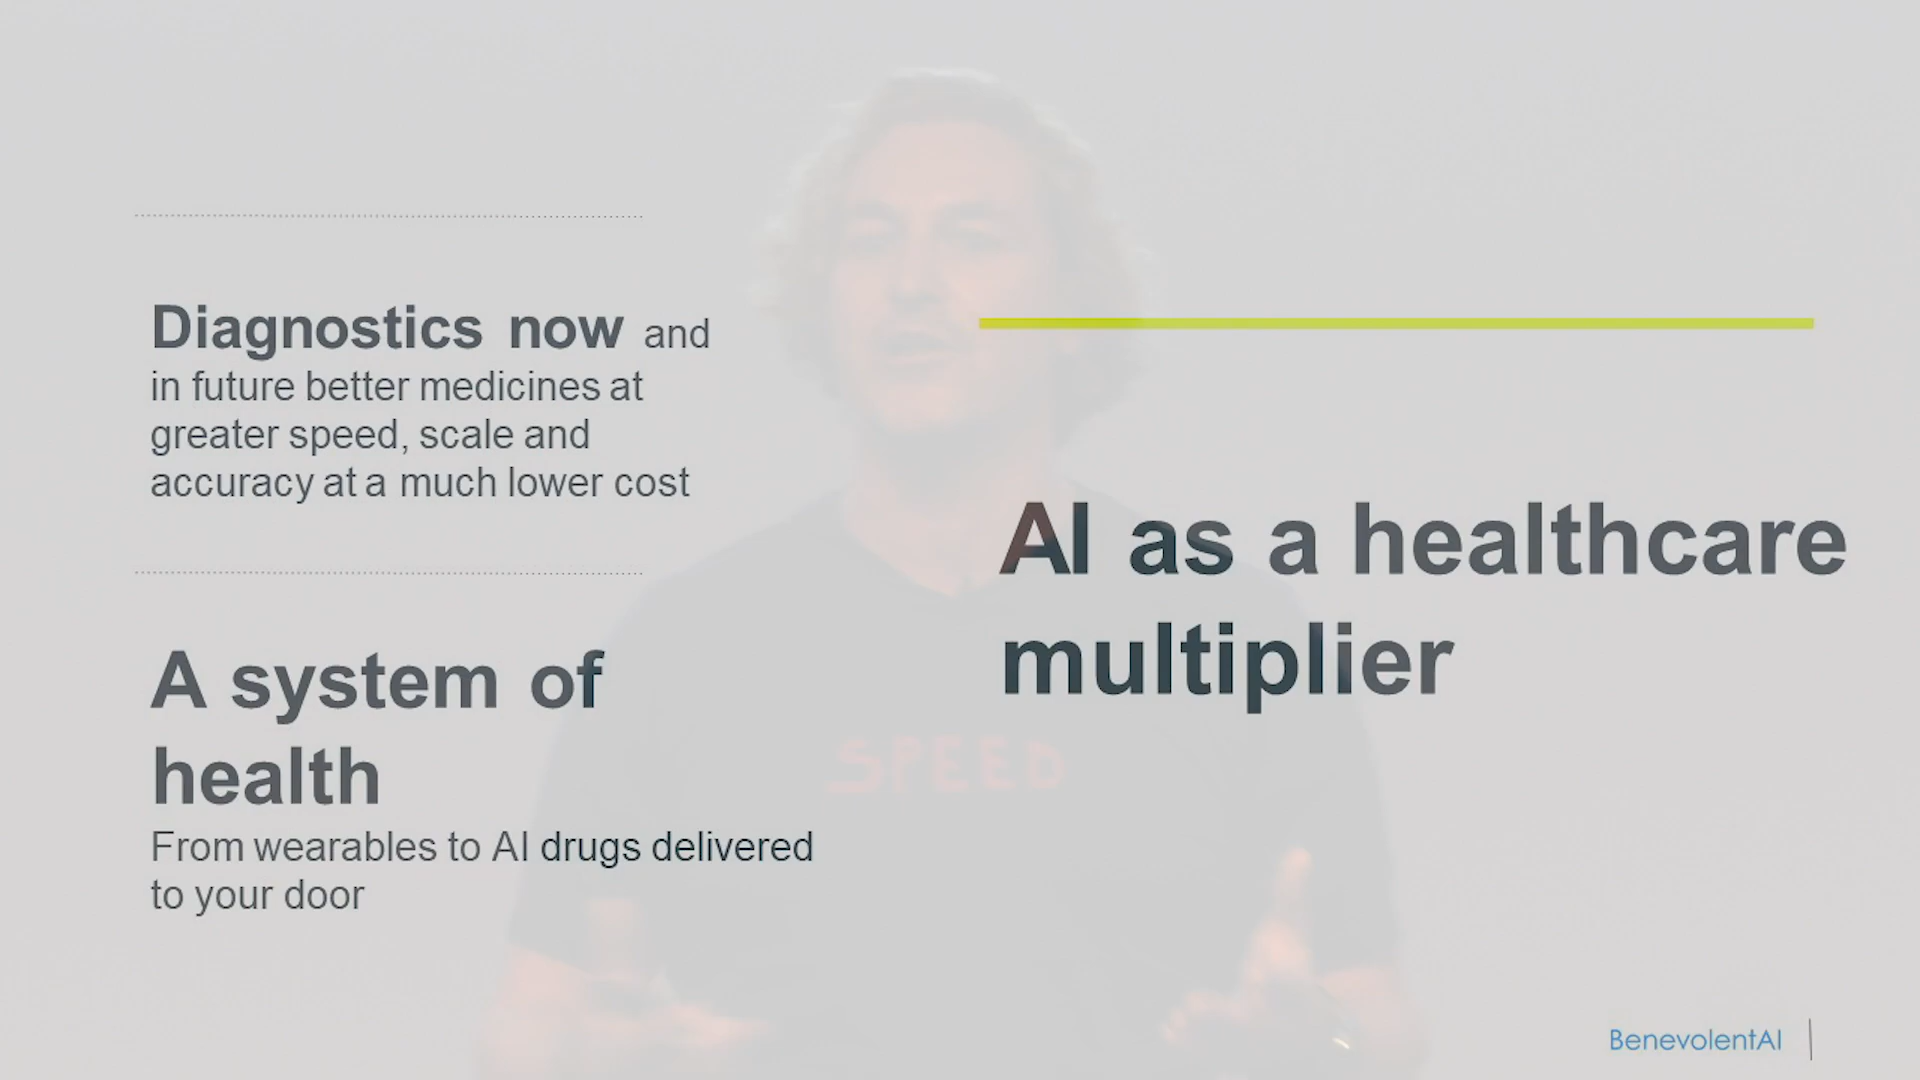 Diagnostics now and
in future better medicines at
greater speed, scale and
accuracy at a much lower cost
A system of
health
From wearables to AI drugs delivered
to your door
AI as a healthcare
multiplier
SPEED
BenevolentAI